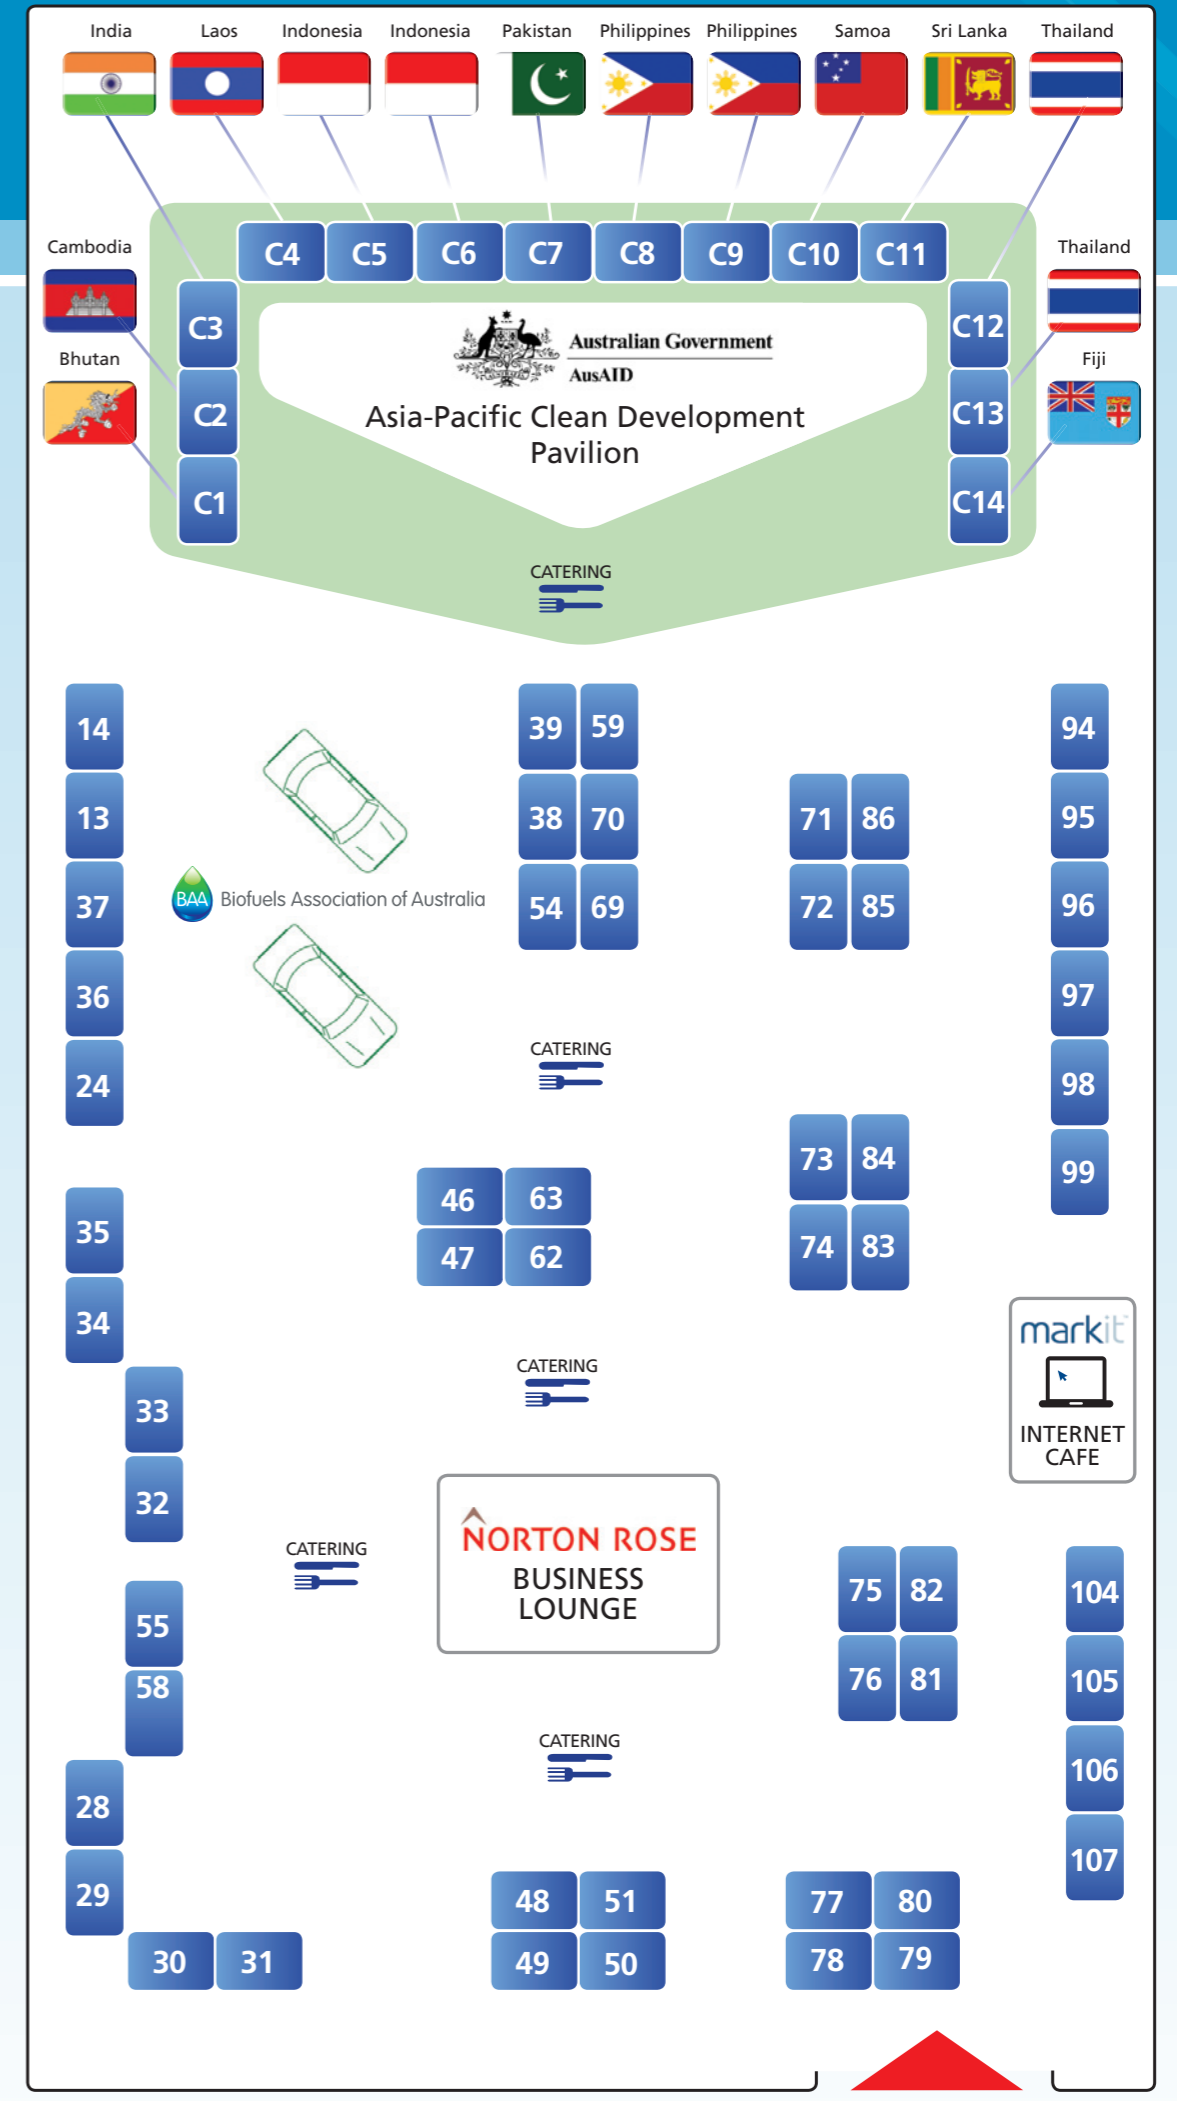 India
Laos
Indonesia
Indonesia
Pakistan
Philippines
Philippines
Samoa
Sri Lanka
Thailand
Cambodia
Thailand
Bhutan
Fiji
C4
C5
C6
C7
C8
C9
C10
C11
C3
C12
C2
C13
C1
C14
Australian Government
AusAID
Asia-Pacific Clean Development
Pavilion
CATERING
14
39
59
94
13
38
70
71
86
95
37
BAA
Biofuels Association of Australia
54
69
72
85
96
36
97
CATERING
24
98
73
84
99
46
63
35
47
62
74
83
34
markit
CATERING
33
INTERNET
CAFE
32
NORTON ROSE
BUSINESS
LOUNGE
CATERING
75
82
104
55
58
76
81
105
CATERING
106
28
107
29
48
51
77
80
30
31
49
50
78
79